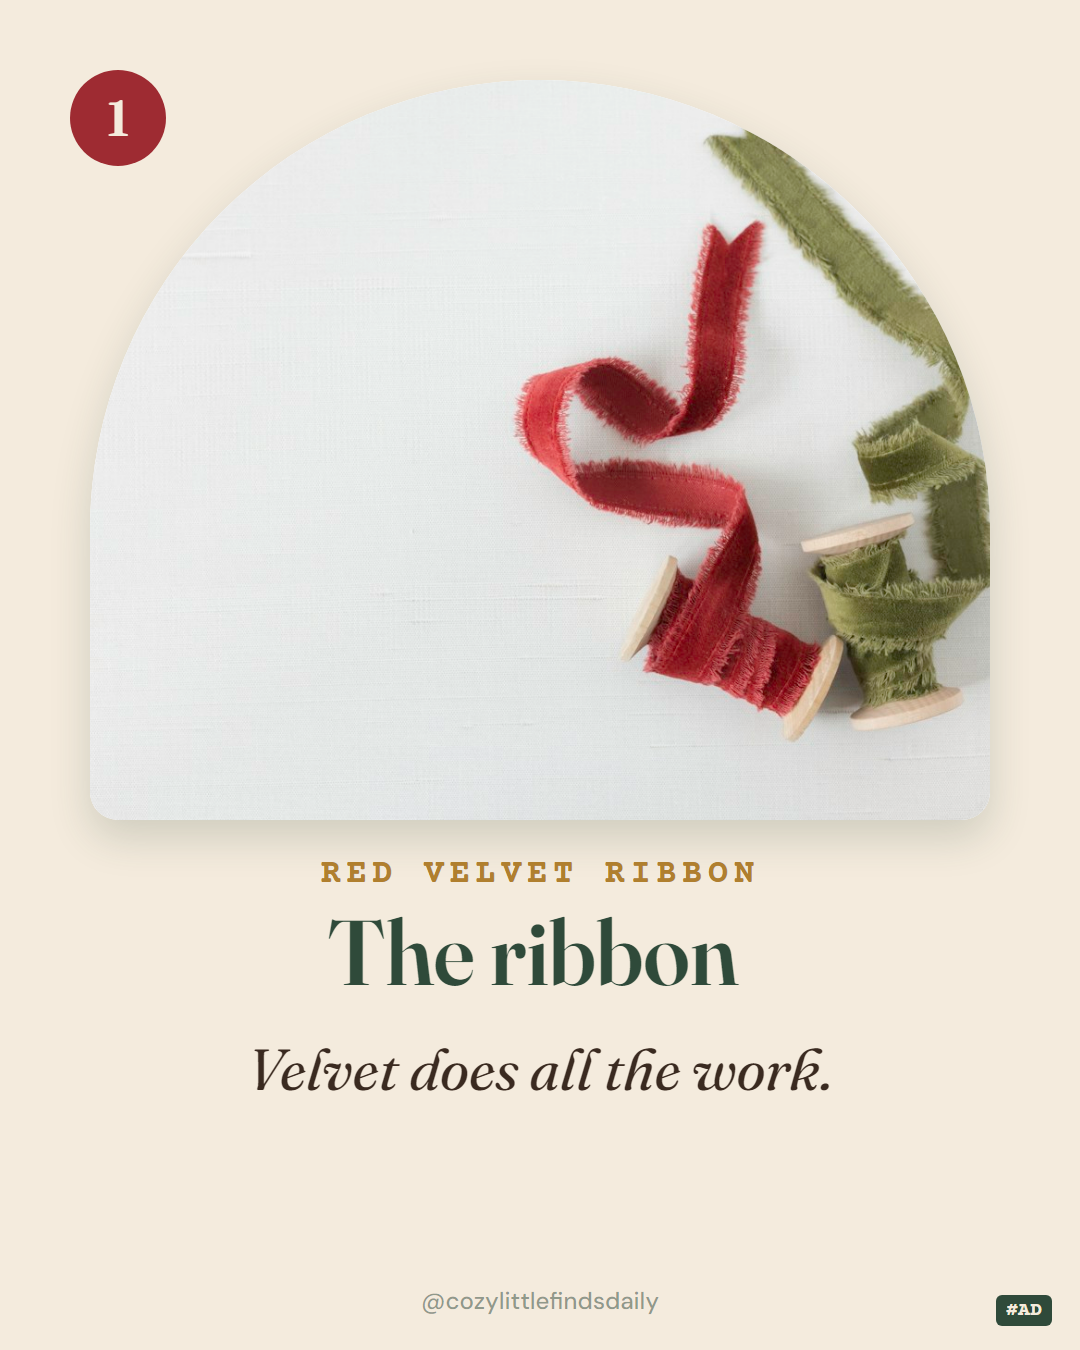 1
RED VELVET RIBBON
The ribbon
Velvet does all the work.
@cozylittlefindsdaily
#AD